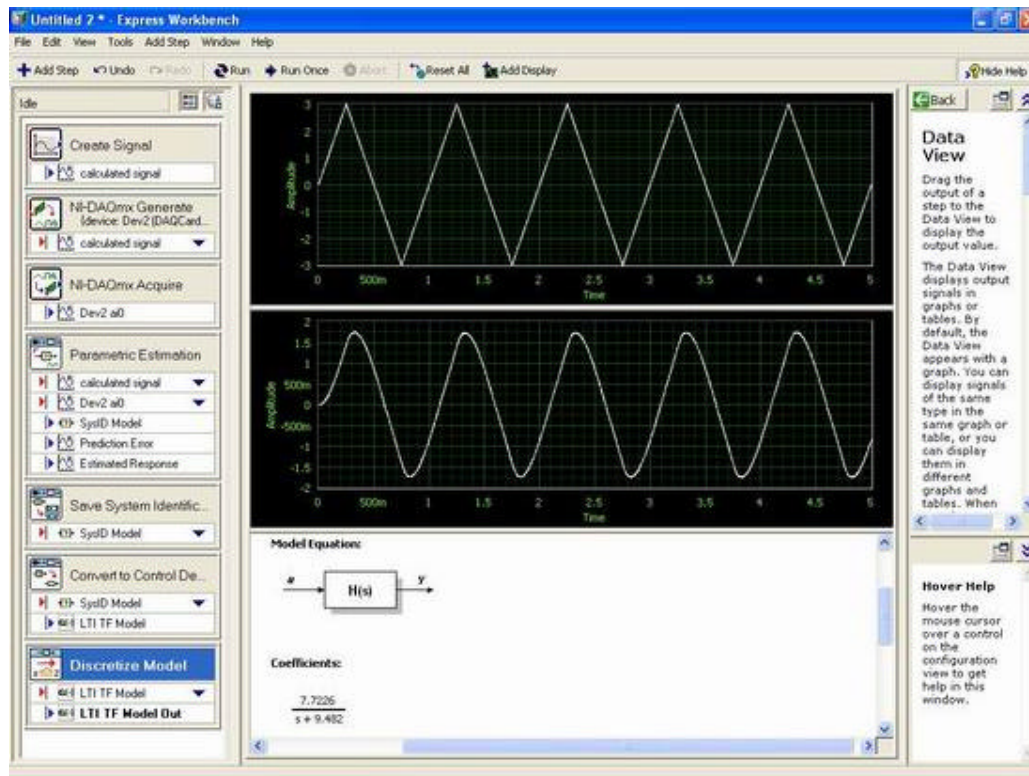 Untitled 2 * - Express Workbench
File Edit View Tools Add Step Window Help
Add Step Undo Redo Run Run Once Abort Reset All Add Display Hide Help
Idle
Create Signal
calculated signal
NI-DAQmx Generate
(device: Dev2 (DAQCard...
calculated signal
NI-DAQmx Acquire
Dev2 ai0
Parametric Estimation
calculated signal
Dev2 ai0
SysID Model
Prediction Error
Estimated Response
Save System Identific...
SysID Model
Convert to Control De...
SysID Model
LTI TF Model
Discretize Model
LTI TF Model
LTI TF Model Out
3
2
1
0
-1
-2
-3
Amplitude
0 500m 1 1.5 2 2.5 3 3.5 4 4.5 5
Time
2
1.5
1
500m
0
-500m
-1
-1.5
-2
Amplitude
0 500m 1 1.5 2 2.5 3 3.5 4 4.5 5
Time
Model Equation:
u H(s) y
Coefficients:
7.7226
s + 9.482
Back
Data
View
Drag the
output of a
step to the
Data View to
display the
output value.
The Data View
displays output
signals in
graphs or
tables. By
default, the
Data View
appears with a
graph. You can
display signals
of the same
type in the
same graph or
table, or you
can display
them in
different
graphs and
tables. When
Hover Help
Hover the
mouse cursor
over a control
on the
configuration
view to get
help in this
window.